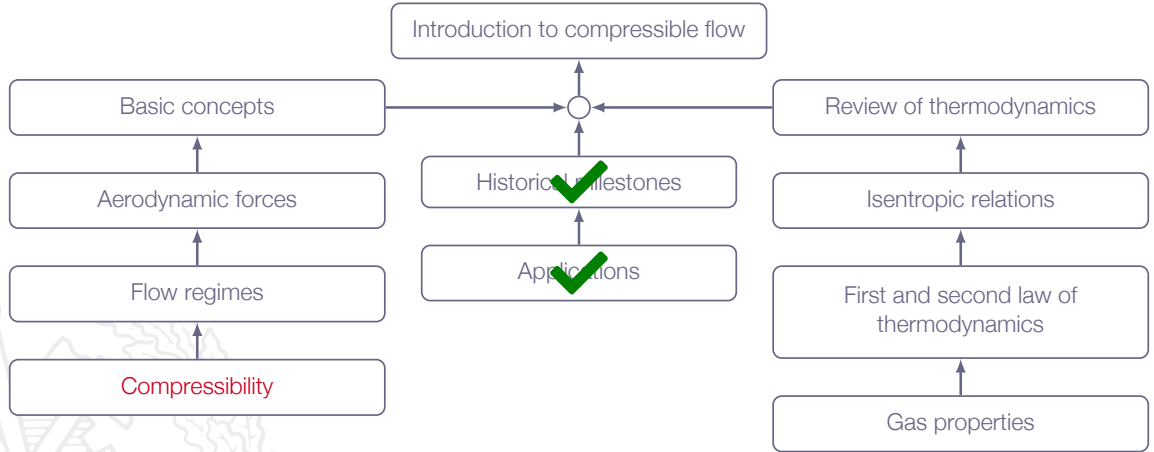 Introduction to compressible flow
Basic concepts
Review of thermodynamics
Historical milestones
Aerodynamic forces
Isentropic relations
Applications
Flow regimes
First and second law of
thermodynamics
Compressibility
Gas properties